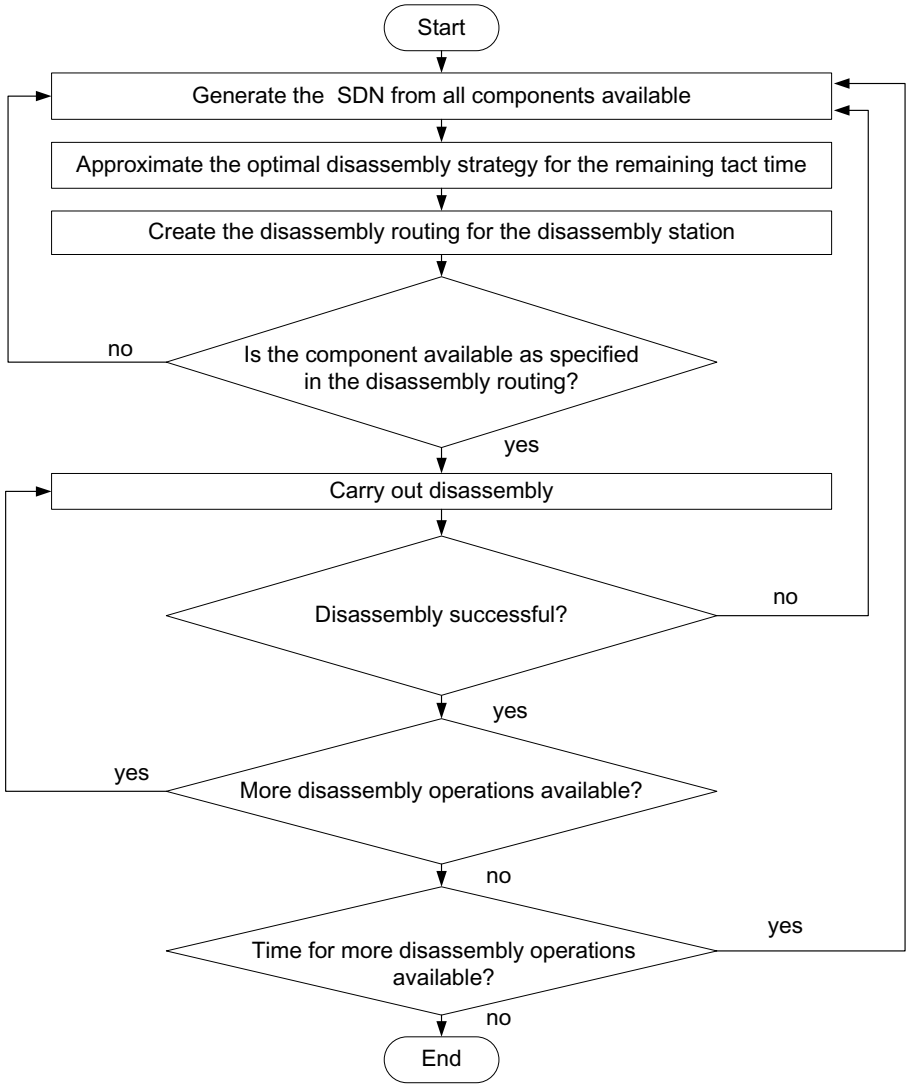 Start
Generate the SDN from all components available
Approximate the optimal disassembly strategy for the remaining tact time
Create the disassembly routing for the disassembly station
no
Is the component available as specified
in the disassembly routing?
yes
Carry out disassembly
Disassembly successful?
no
yes
yes
More disassembly operations available?
no
yes
Time for more disassembly operations
available?
no
End